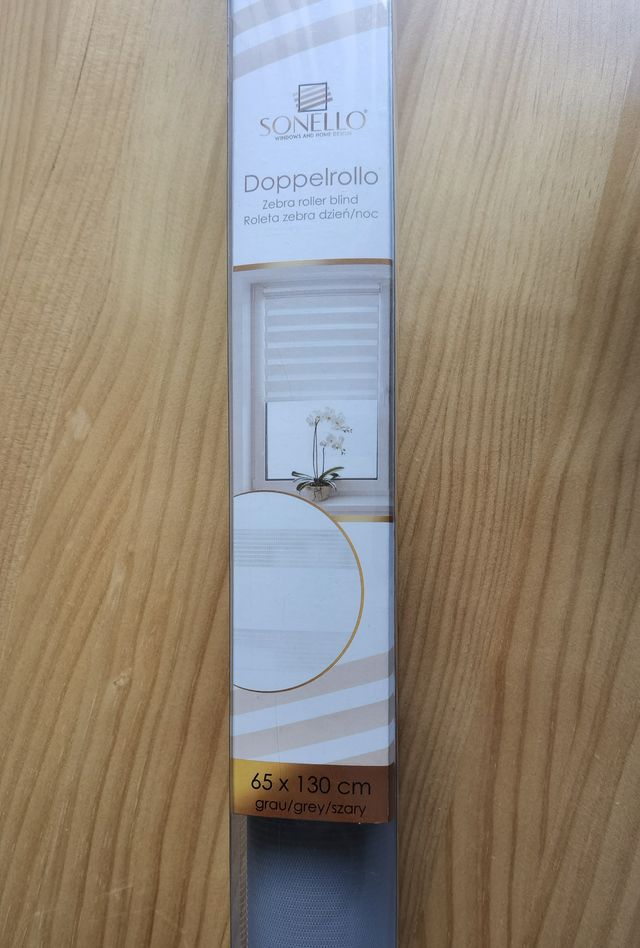 SONELLO®
WINDOWS AND HOME DESIGN
Doppelrollo
Zebra roller blind
Roleta zebra dzień/noc
65 x 130 cm
grau/grey/szary